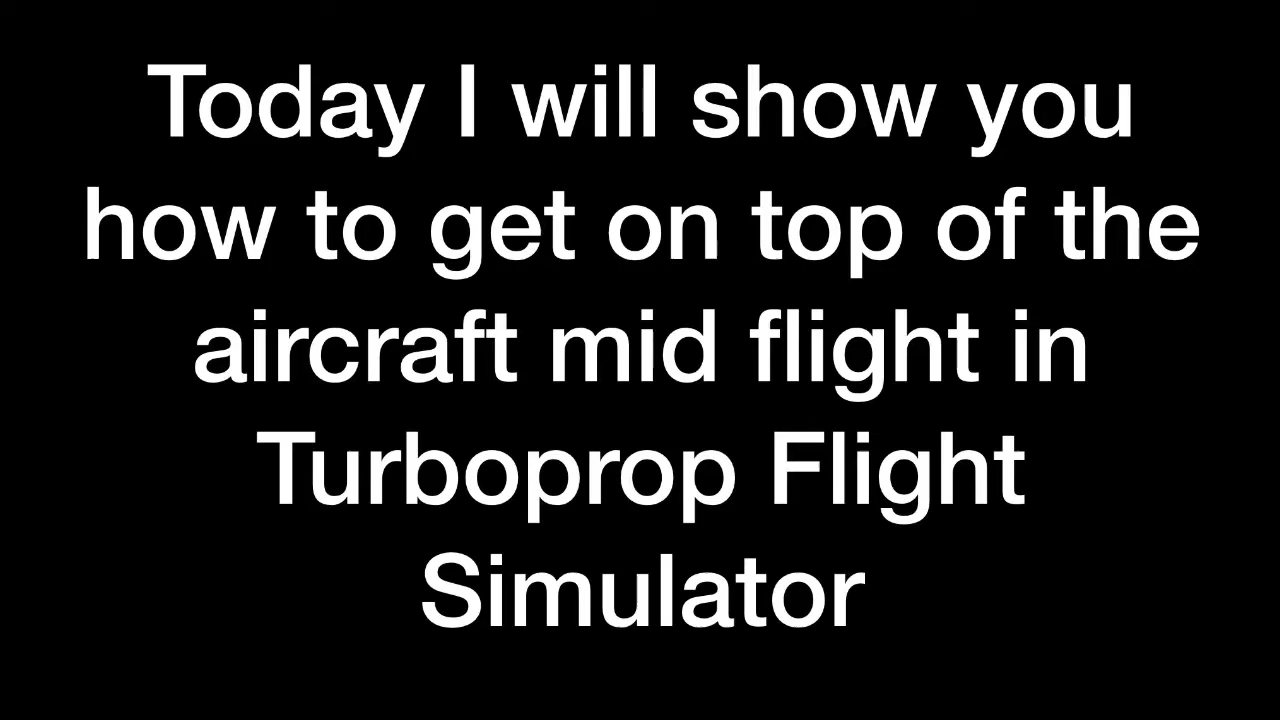 Today I will show you
how to get on top of the
aircraft mid flight in
Turboprop Flight
Simulator